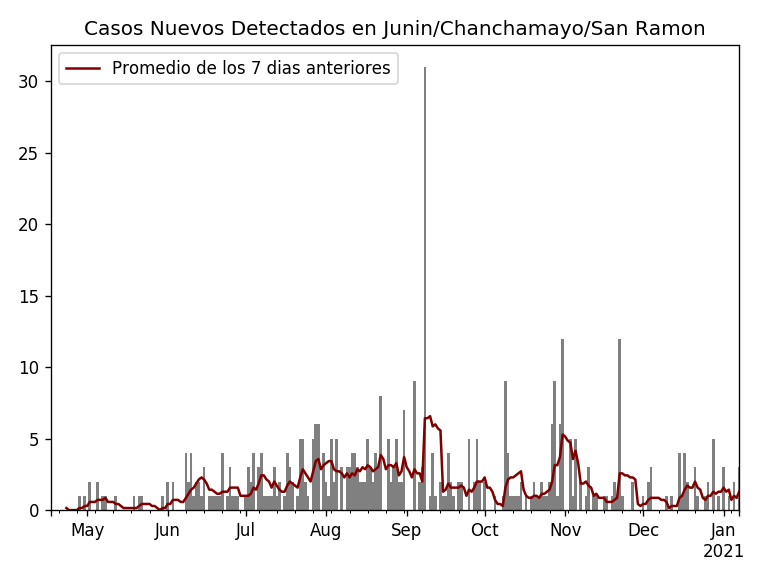 Casos Nuevos Detectados en Junin/Chanchamayo/San Ramon
Promedio de los 7 dias anteriores
30
25
20
15
10
5
0
May Jun Jul Aug Sep Oct Nov Dec Jan
2021